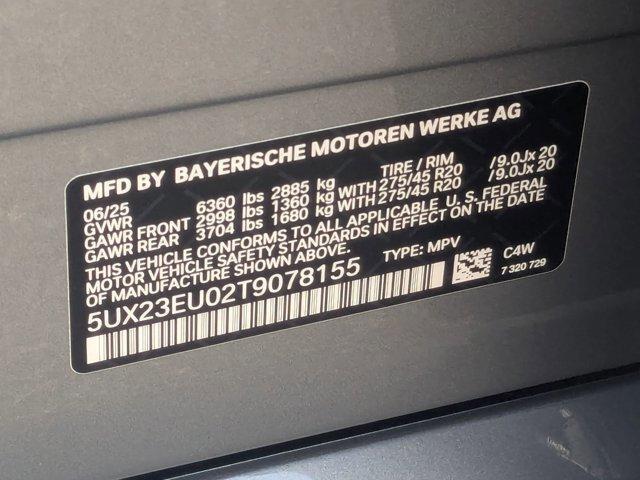 MFD BY BAYERISCHE MOTOREN WERKE AG
06/25 TIRE / RIM
GVWR 6360 lbs 2885 kg
GAWR FRONT 2998 lbs 1360 kg WITH 275/45 R20 /9.0Jx 20
GAWR REAR 3704 lbs 1680 kg WITH 275/45 R20 /9.0Jx 20
THIS VEHICLE CONFORMS TO ALL APPLICABLE U. S. FEDERAL
MOTOR VEHICLE SAFETY STANDARDS IN EFFECT ON THE DATE
OF MANUFACTURE SHOWN ABOVE.
5UX23EU02T9078155 TYPE: MPV C4W
7 320 729